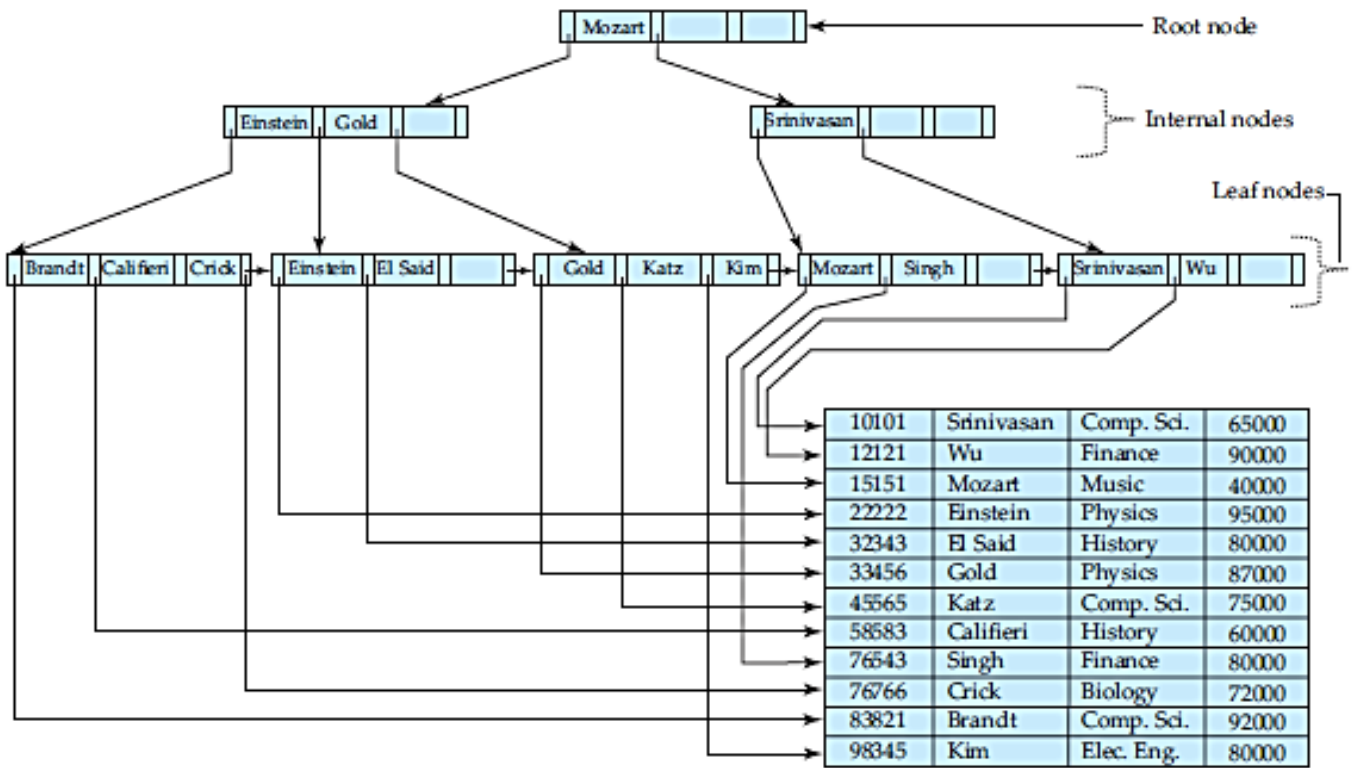 Mozart
Root node
Einstein Gold
Srinivasan
Internal nodes
Leaf nodes
Brandt Califieri Crick
Einstein El Said
Gold Katz Kim
Mozart Singh
Srinivasan Wu
10101 Srinivasan Comp. Sci. 65000
12121 Wu Finance 90000
15151 Mozart Music 40000
22222 Einstein Physics 95000
32343 El Said History 80000
33456 Gold Physics 87000
45565 Katz Comp. Sci. 75000
58583 Califieri History 60000
76543 Singh Finance 80000
76766 Crick Biology 72000
83821 Brandt Comp. Sci. 92000
98345 Kim Elec. Eng. 80000